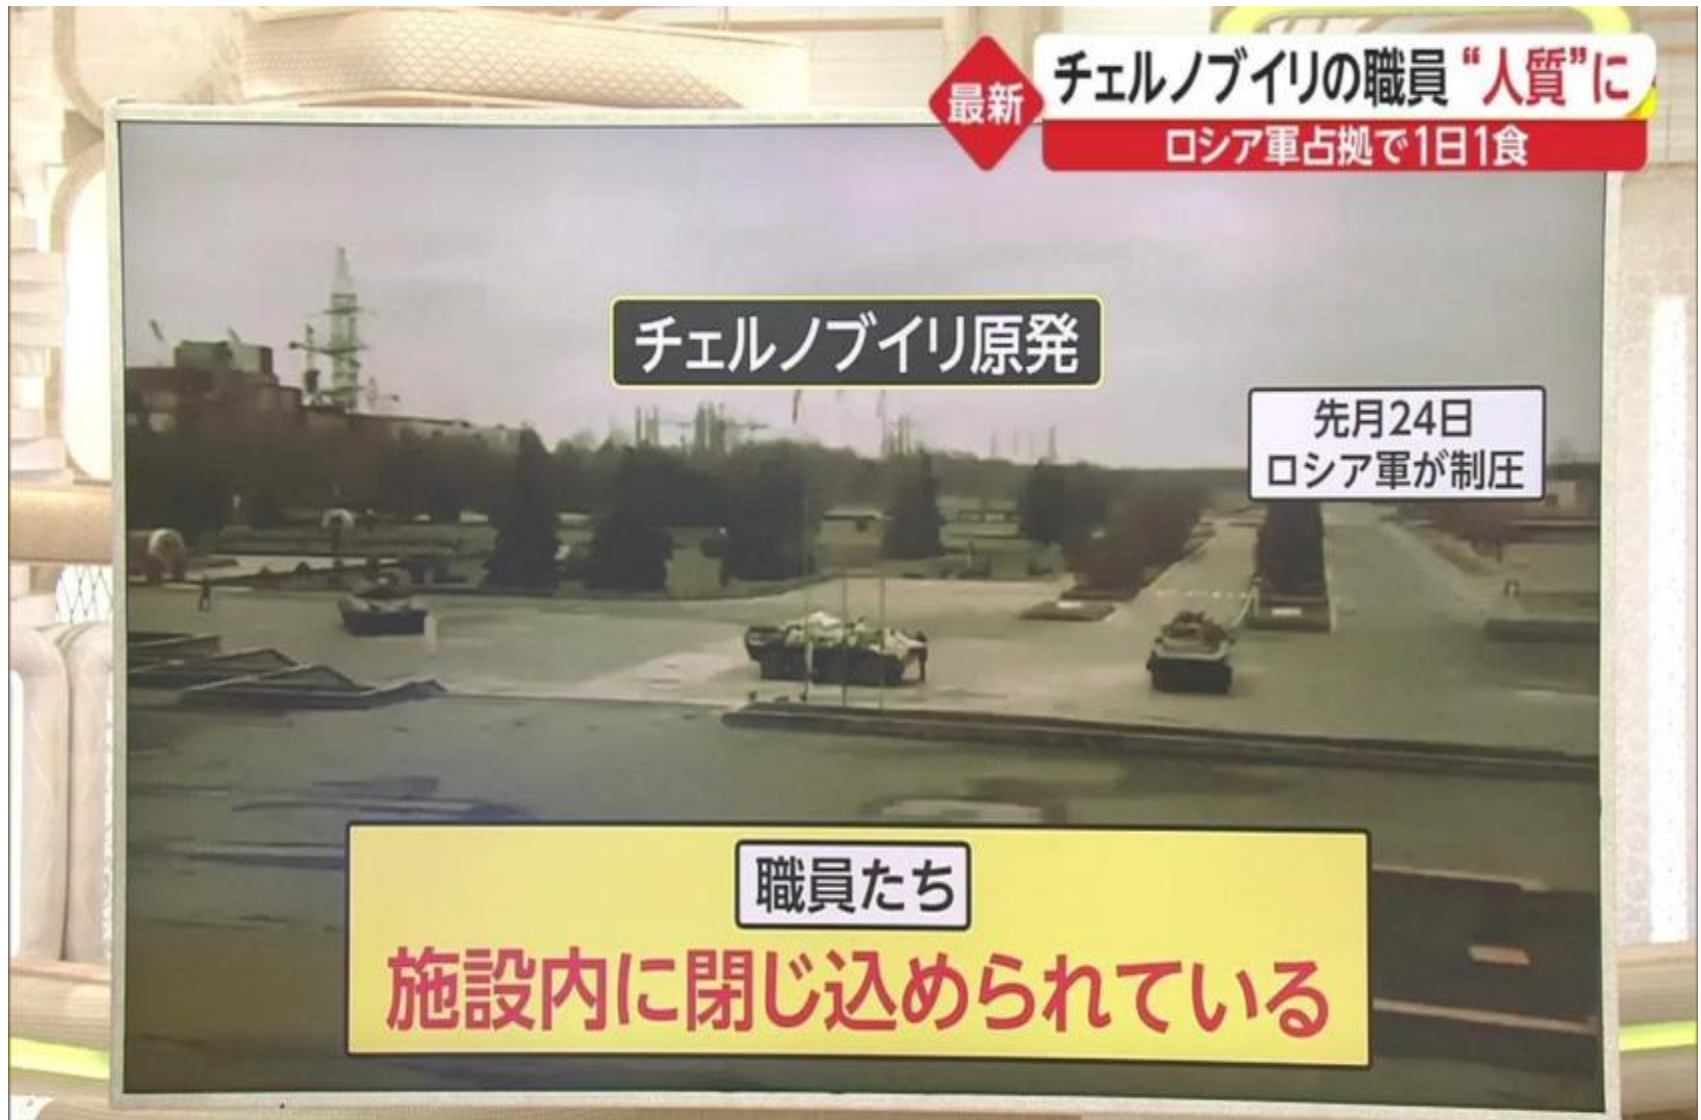 最新
チェルノブイリの職員“人質”に
ロシア軍占拠で1日1食
チェルノブイリ原発
先月24日
ロシア軍が制圧
職員たち
施設内に閉じ込められている